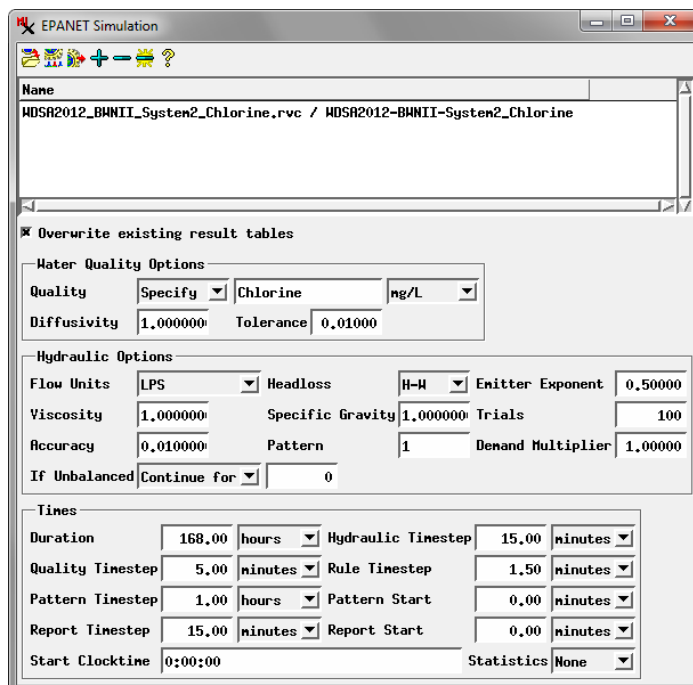 EPANET Simulation
Name
WDSA2012_BWNII_System2_Chlorine.rvc / WDSA2012-BWNII-System2_Chlorine
Overwrite existing result tables
Water Quality Options
Quality Specify Chlorine mg/L
Diffusivity 1.000000 Tolerance 0.01000
Hydraulic Options
Flow Units LPS Headloss H-W Emitter Exponent 0.50000
Viscosity 1.000000 Specific Gravity 1.000000 Trials 100
Accuracy 0.010000 Pattern 1 Demand Multiplier 1.00000
If Unbalanced Continue for 0
Times
Duration 168.00 hours Hydraulic Timestep 15.00 minutes
Quality Timestep 5.00 minutes Rule Timestep 1.50 minutes
Pattern Timestep 1.00 hours Pattern Start 0.00 minutes
Report Timestep 15.00 minutes Report Start 0.00 minutes
Start Clocktime 0:00:00 Statistics None